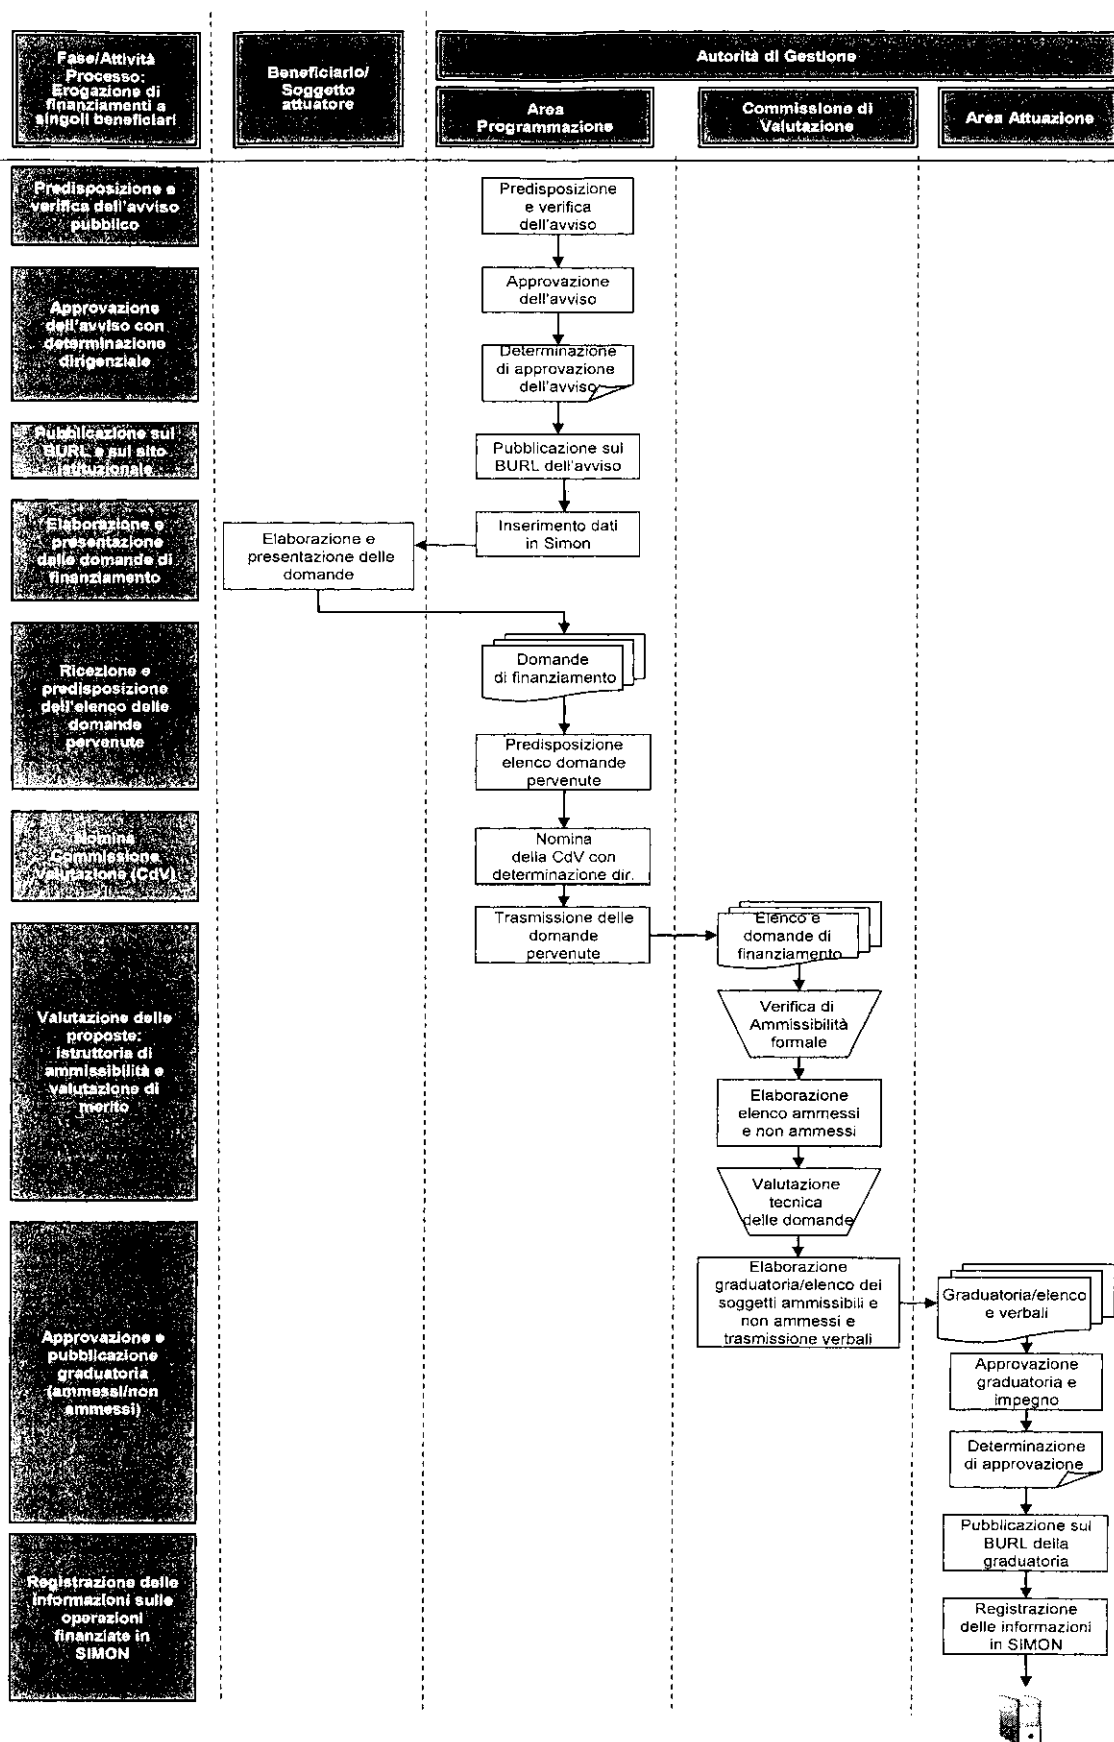 Fase/Attività
Processo:
Erogazione di
finanziamenti a
singoli beneficiari
Beneficiario/
Soggetto
attuatore
Autorità di Gestione
Area
Programmazione
Commissione di
Valutazione
Area Attuazione
Predisposizione e
verifica dell'avviso
pubblico
Predisposizione
e verifica
dell'avviso
Approvazione
dell'avviso con
determinazione
dirigenziale
Approvazione
dell'avviso
Determinazione
di approvazione
dell'avviso
Pubblicazione sul
BURL e sul sito
istituzionale
Pubblicazione sul
BURL dell'avviso
Elaborazione e
presentazione
delle domande di
finanziamento
Inserimento dati
in Simon
Elaborazione e
presentazione delle
domande
Ricezione e
predisposizione
dell'elenco delle
domande
pervenute
Domande
di finanziamento
Predisposizione
elenco domande
pervenute
Nomina
Commissione
Valutazione (CdV)
Nomina
della CdV con
determinazione dir.
Trasmissione delle
domande
pervenute
Elenco e
domande di
finanziamento
Valutazione delle
proposte:
istruttoria di
ammissibilità e
valutazione di
merito
Verifica di
Ammissibilità
formale
Elaborazione
elenco ammessi
e non ammessi
Valutazione
tecnica
delle domande
Elaborazione
graduatoria/elenco dei
soggetti ammissibili e
non ammessi e
trasmissione verbali
Graduatoria/elenco
e verbali
Approvazione e
pubblicazione
graduatoria
(ammessi/non
ammessi)
Approvazione
graduatoria e
impegno
Determinazione
di approvazione
Pubblicazione sul
BURL della
graduatoria
Registrazione delle
informazioni sulle
operazioni
finanziate in
SIMON
Registrazione
delle informazioni
in SIMON